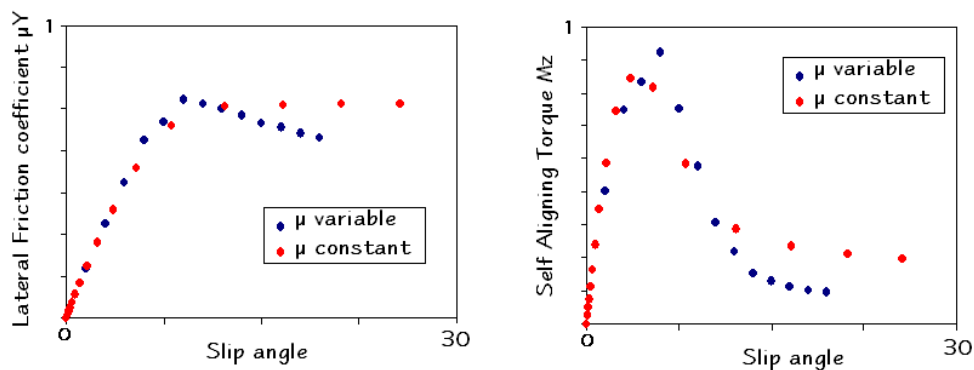 1
Lateral Friction coefficient µY
µ variable
µ constant
0
30
Slip angle
1
Self Aligning Torque Mz
µ variable
µ constant
0
30
Slip angle